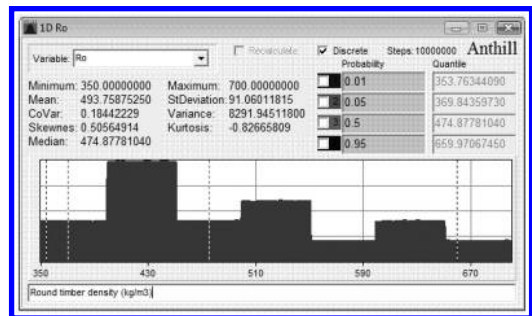 1D Ro
Variable: Ro Recalculate Discrete Steps: 10000000 Anthill
Probability Quantile
Minimum: 350.00000000 Maximum: 700.00000000 0.01 353.76344090
Mean: 493.75875250 StDeviation: 91.06011815 2 0.05 369.84359730
CoVar: 0.18442229 Variance: 8291.94511800 3 0.5 474.87781040
Skewnes: 0.50564914 Kurtosis: -0.82665809 0.95 659.97067450
Median: 474.87781040
350 430 510 590 670
Round timber density (kg/m3)